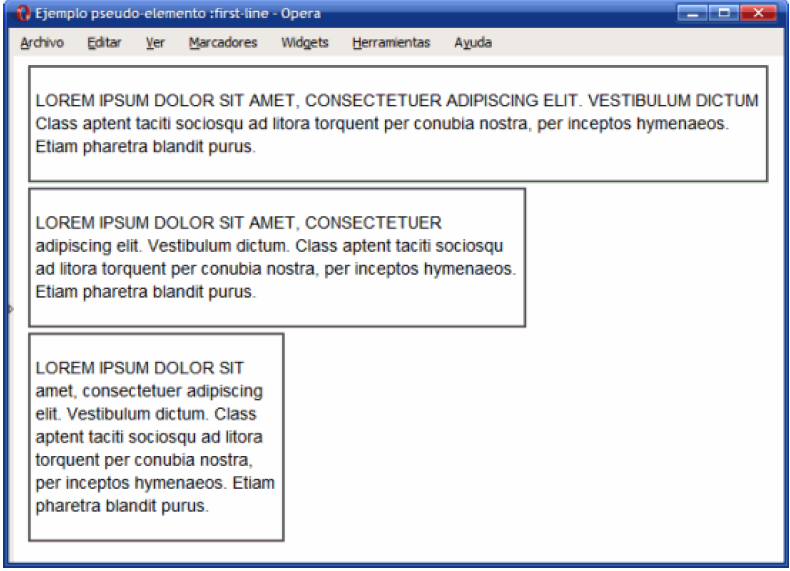 Ejemplo pseudo-elemento :first-line - Opera
Archivo Editar Ver Marcadores Widgets Herramientas Ayuda
LOREM IPSUM DOLOR SIT AMET, CONSECTETUER ADIPISCING ELIT. VESTIBULUM DICTUM
Class aptent taciti sociosqu ad litora torquent per conubia nostra, per inceptos hymenaeos.
Etiam pharetra blandit purus.
LOREM IPSUM DOLOR SIT AMET, CONSECTETUER
adipiscing elit. Vestibulum dictum. Class aptent taciti sociosqu
ad litora torquent per conubia nostra, per inceptos hymenaeos.
Etiam pharetra blandit purus.
LOREM IPSUM DOLOR SIT
amet, consectetuer adipiscing
elit. Vestibulum dictum. Class
aptent taciti sociosqu ad litora
torquent per conubia nostra,
per inceptos hymenaeos. Etiam
pharetra blandit purus.